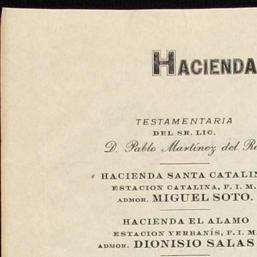 HACIENDA
TESTAMENTARIA
DEL SR. LIC.
D. Pablo Martínez del R
HACIENDA SANTA CATALIN
ESTACION CATALINA, F. I. M.
ADMOR. MIGUEL SOTO.
HACIENDA EL ALAMO
ESTACION YERBANÍS, F. I. M.
ADMOR. DIONISIO SALAS